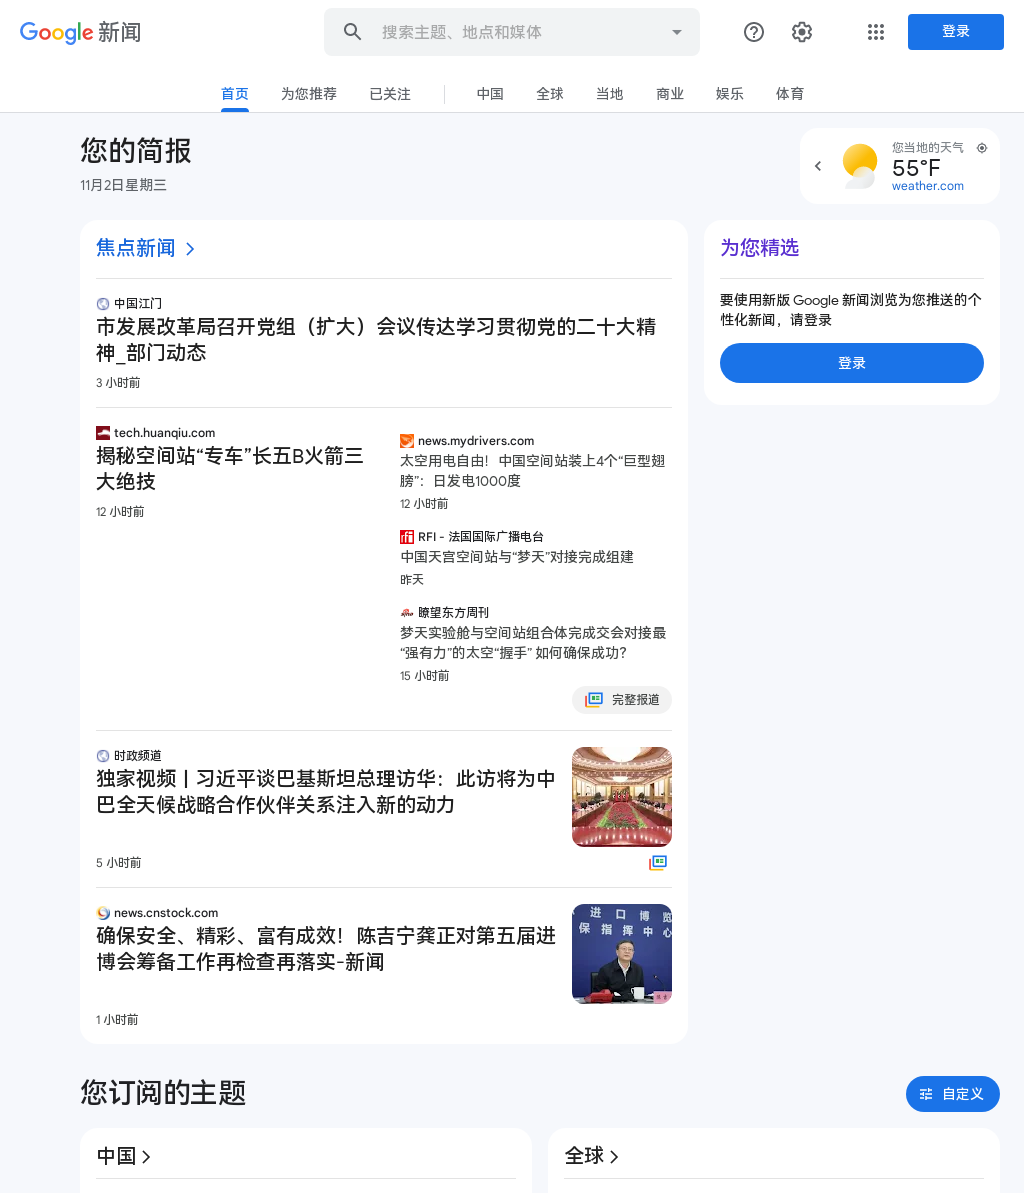 Google 新闻
搜索主题、地点和媒体
登录
首页
为您推荐
已关注
中国
全球
当地
商业
娱乐
体育
您的简报
11月2日星期三
您当地的天气
55°F
weather.com
焦点新闻
中国江门
市发展改革局召开党组（扩大）会议传达学习贯彻党的二十大精
神_部门动态
3 小时前
tech.huanqiu.com
揭秘空间站“专车”长五B火箭三
大绝技
12 小时前
news.mydrivers.com
太空用电自由！中国空间站装上4个“巨型翅
膀”：日发电1000度
12 小时前
RFI - 法国国际广播电台
中国天宫空间站与“梦天”对接完成组建
昨天
瞭望东方周刊
梦天实验舱与空间站组合体完成交会对接最
“强有力”的太空“握手” 如何确保成功？
15 小时前
完整报道
时政频道
独家视频丨习近平谈巴基斯坦总理访华：此访将为中
巴全天候战略合作伙伴关系注入新的动力
5 小时前
news.cnstock.com
确保安全、精彩、富有成效！陈吉宁龚正对第五届进
博会筹备工作再检查再落实-新闻
进口博览
保指挥中心
1 小时前
为您精选
要使用新版 Google 新闻浏览为您推送的个
性化新闻，请登录
登录
您订阅的主题
自定义
中国
全球